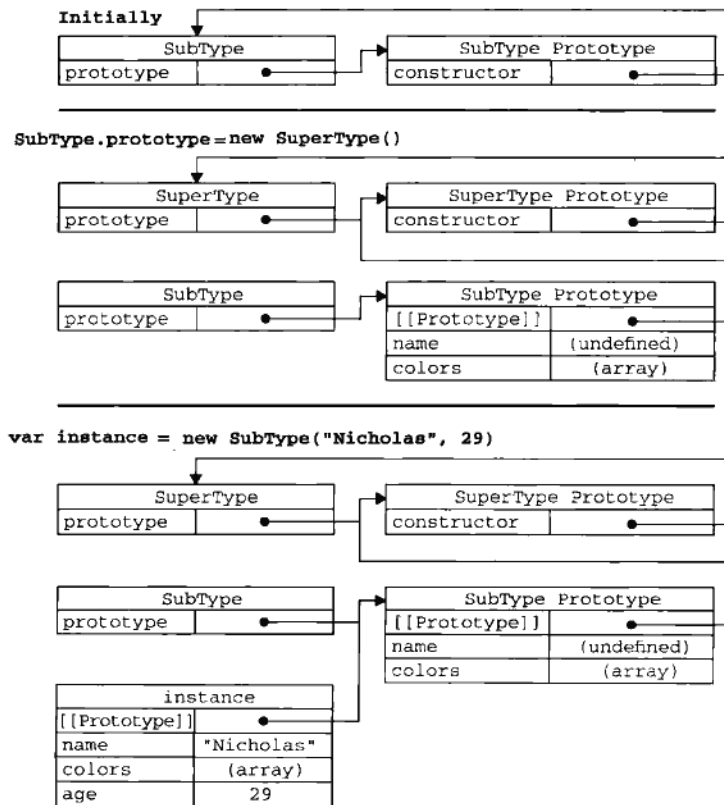 Initially
SubType
prototype
SubType Prototype
constructor
SubType.prototype=new SuperType()
SuperType
prototype
SuperType Prototype
constructor
SubType
prototype
SubType Prototype
[[Prototype]]
name (undefined)
colors (array)
var instance = new SubType("Nicholas", 29)
SuperType
prototype
SuperType Prototype
constructor
SubType
prototype
SubType Prototype
[[Prototype]]
name (undefined)
colors (array)
instance
[[Prototype]]
name "Nicholas"
colors (array)
age 29